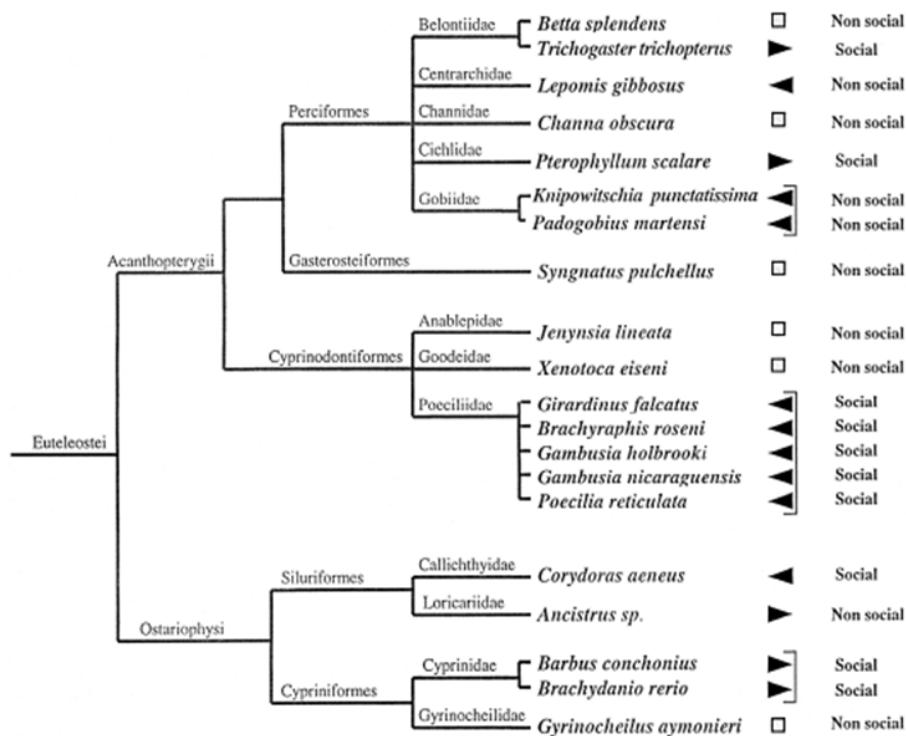 Belontiidae
Betta splendens Non social
Trichogaster trichopterus Social
Centrarchidae
Lepomis gibbosus Non social
Perciformes
Channidae
Channa obscura Non social
Cichlidae
Pterophyllum scalare Social
Gobiidae
Knipowitschia punctatissima Non social
Padogobius martensi Non social
Acanthopterygii
Gasterosteiformes
Syngnatus pulchellus Non social
Anablepidae
Jenynsia lineata Non social
Cyprinodontiformes
Goodeidae
Xenotoca eiseni Non social
Poeciliidae
Girardinus falcatus Social
Brachyraphis roseni Social
Euteleostei
Gambusia holbrooki Social
Gambusia nicaraguensis Social
Poecilia reticulata Social
Callichthyidae
Siluriformes
Corydoras aeneus Social
Loricariidae
Ancistrus sp. Non social
Ostariophysi
Cyprinidae
Barbus conchonius Social
Brachydanio rerio Social
Cypriniformes
Gyrinocheilidae
Gyrinocheilus aymonieri Non social